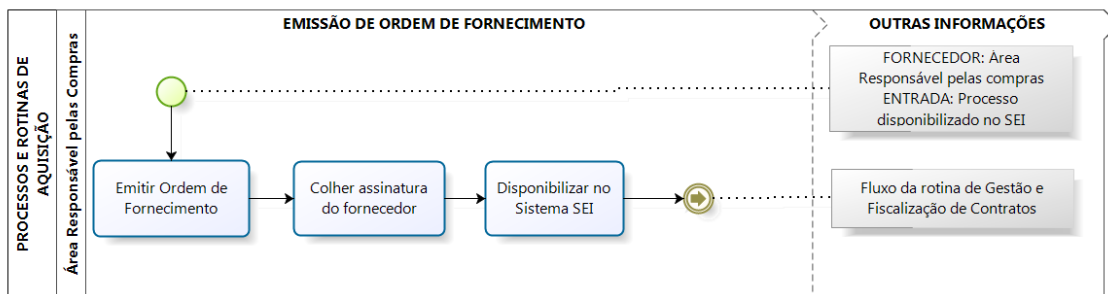 PROCESSOS E ROTINAS DE
AQUISIÇÃO
Área Responsável pelas Compras
EMISSÃO DE ORDEM DE FORNECIMENTO
OUTRAS INFORMAÇÕES
FORNECEDOR: Área
Responsável pelas compras
ENTRADA: Processo
disponibilizado no SEI
Emitir Ordem de
Fornecimento
Colher assinatura
do fornecedor
Disponibilizar no
Sistema SEI
Fluxo da rotina de Gestão e
Fiscalização de Contratos